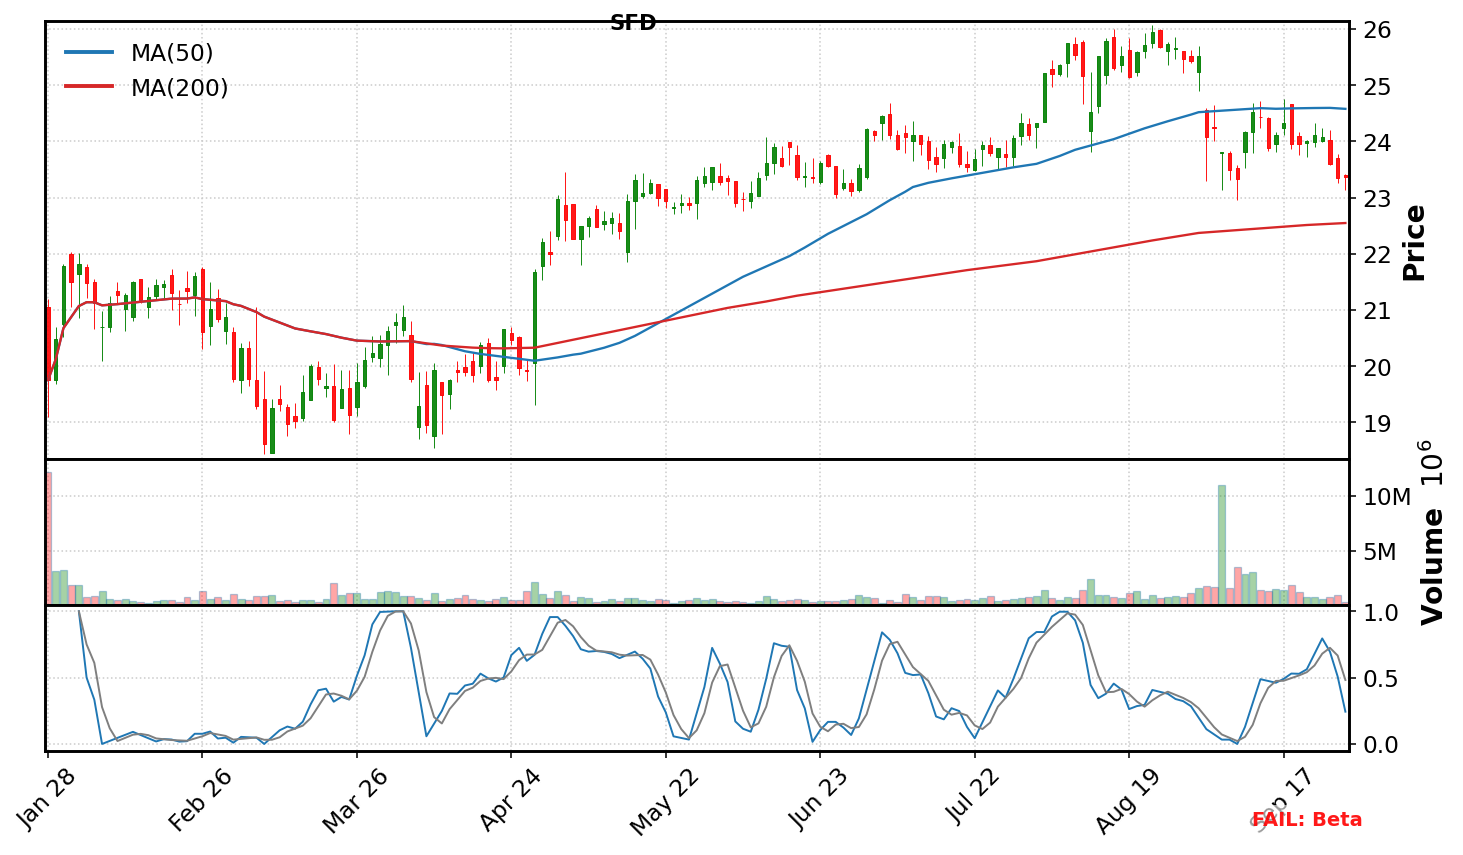 SFD
MA(50)
MA(200)
26
25
24
23
22
21
20
19
Price
10M
5M
Volume 10^6
1.0
0.5
0.0
Jan 28
Feb 26
Mar 26
Apr 24
May 22
Jun 23
Jul 22
Aug 19
Sep 17
FAIL: Beta